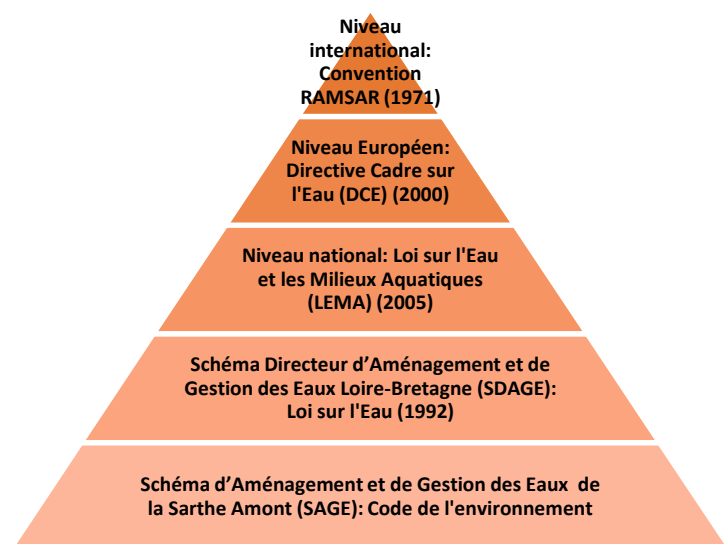 Niveau
international:
Convention
RAMSAR (1971)
Niveau Européen:
Directive Cadre sur
l'Eau (DCE) (2000)
Niveau national: Loi sur l'Eau
et les Milieux Aquatiques
(LEMA) (2005)
Schéma Directeur d’Aménagement et de
Gestion des Eaux Loire-Bretagne (SDAGE):
Loi sur l'Eau (1992)
Schéma d’Aménagement et de Gestion des Eaux de
la Sarthe Amont (SAGE): Code de l'environnement